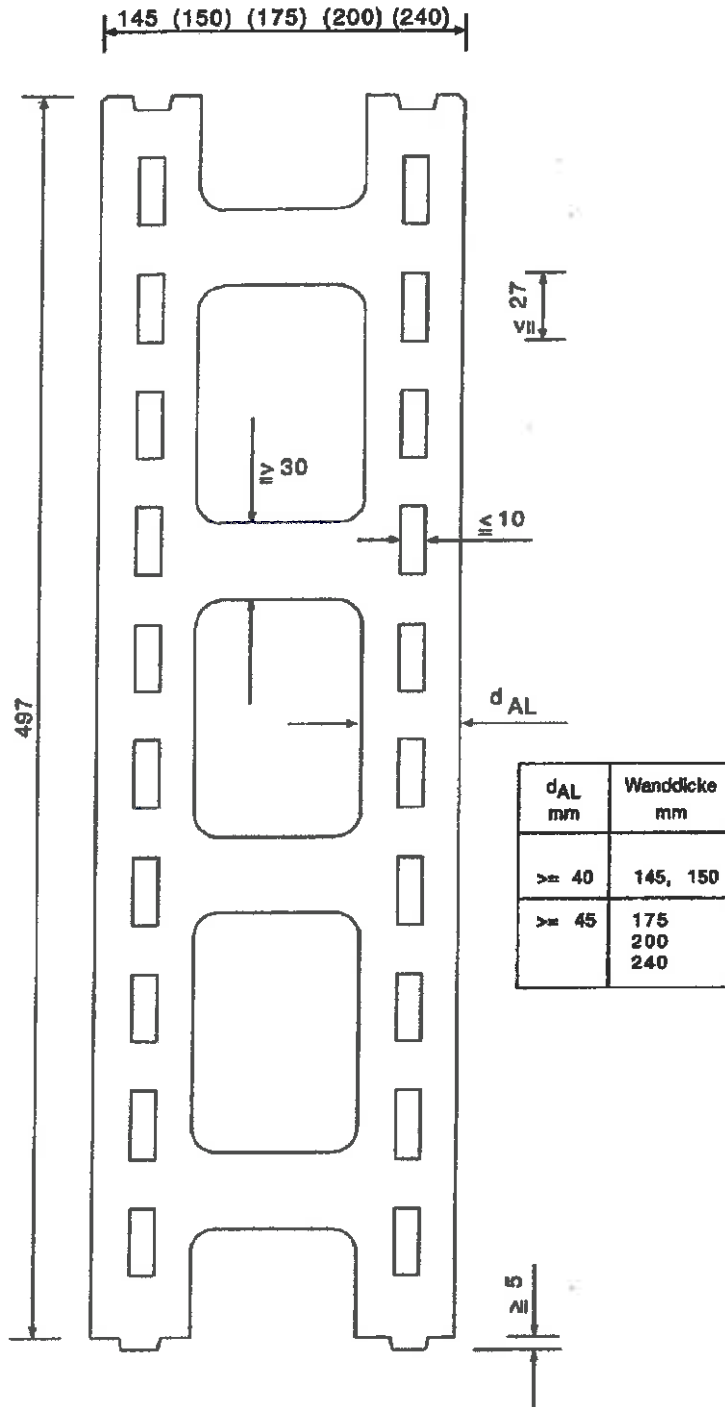 145 (150) (175) (200) (240)
≤ 27
≥ 30
≤ 10
497
d AL
dAL Wanddicke
mm mm
>= 40 145, 150
>= 45 175
200
240
≥ 5